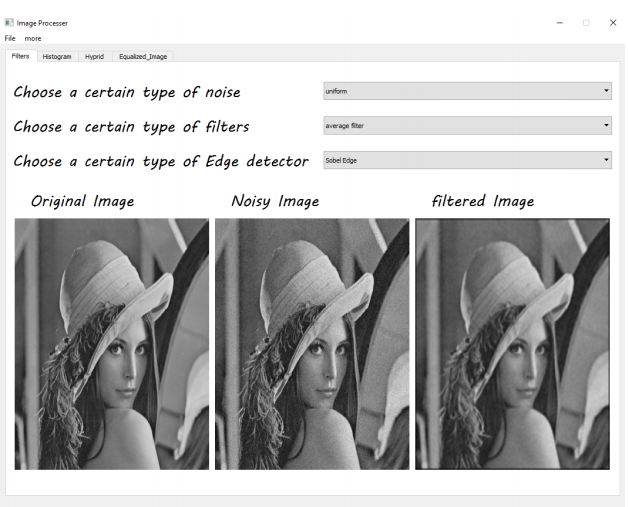 Image Processer
File more
Filters Histogram Hyprid Equalized_Image
Choose a certain type of noise uniform
Choose a certain type of filters average filter
Choose a certain type of Edge detector Sobel Edge
Original Image Noisy Image filtered Image